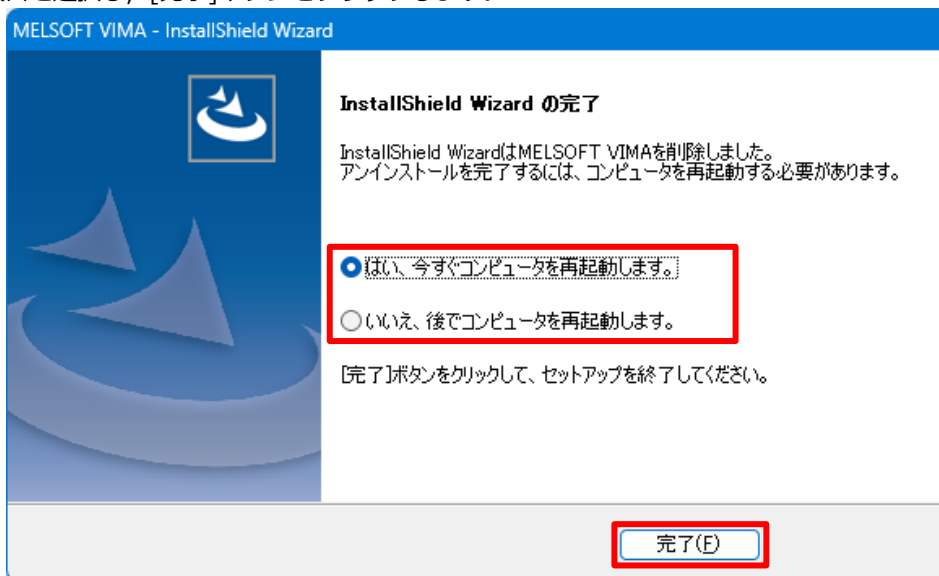 MELSOFT VIMA - InstallShield Wizard
InstallShield Wizard の完了
InstallShield WizardはMELSOFT VIMAを削除しました。
アンインストールを完了するには、コンピュータを再起動する必要があります。
はい、今すぐコンピュータを再起動します。
いいえ、後でコンピュータを再起動します。
[完了]ボタンをクリックして、セットアップを終了してください。
完了(F)